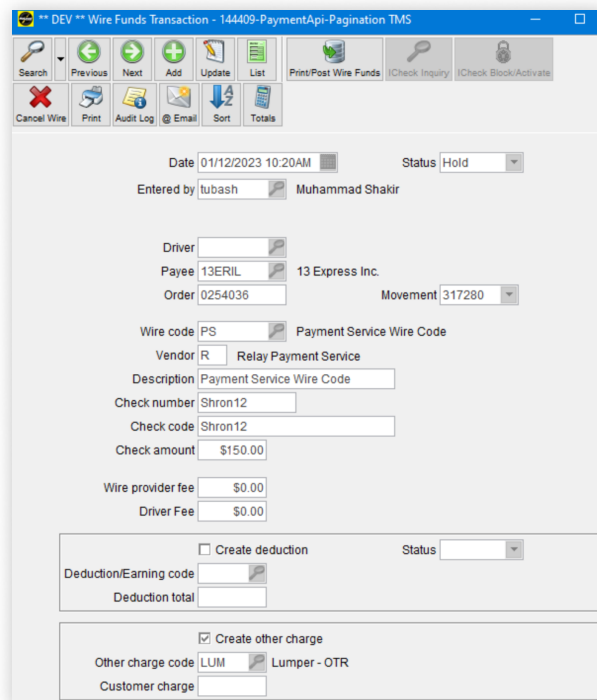 ** DEV ** Wire Funds Transaction - 144409-PaymentApi-Pagination TMS
Search Previous Next Add Update List Print/Post Wire Funds ICheck Inquiry ICheck Block/Activate
Cancel Wire Print Audit Log @ Email Sort Totals
Date 01/12/2023 10:20AM Status Hold
Entered by tubash Muhammad Shakir
Driver
Payee 13ERIL 13 Express Inc.
Order 0254036 Movement 317280
Wire code PS Payment Service Wire Code
Vendor R Relay Payment Service
Description Payment Service Wire Code
Check number Shron12
Check code Shron12
Check amount $150.00
Wire provider fee $0.00
Driver Fee $0.00
Create deduction Status
Deduction/Earning code
Deduction total
Create other charge
Other charge code LUM Lumper - OTR
Customer charge